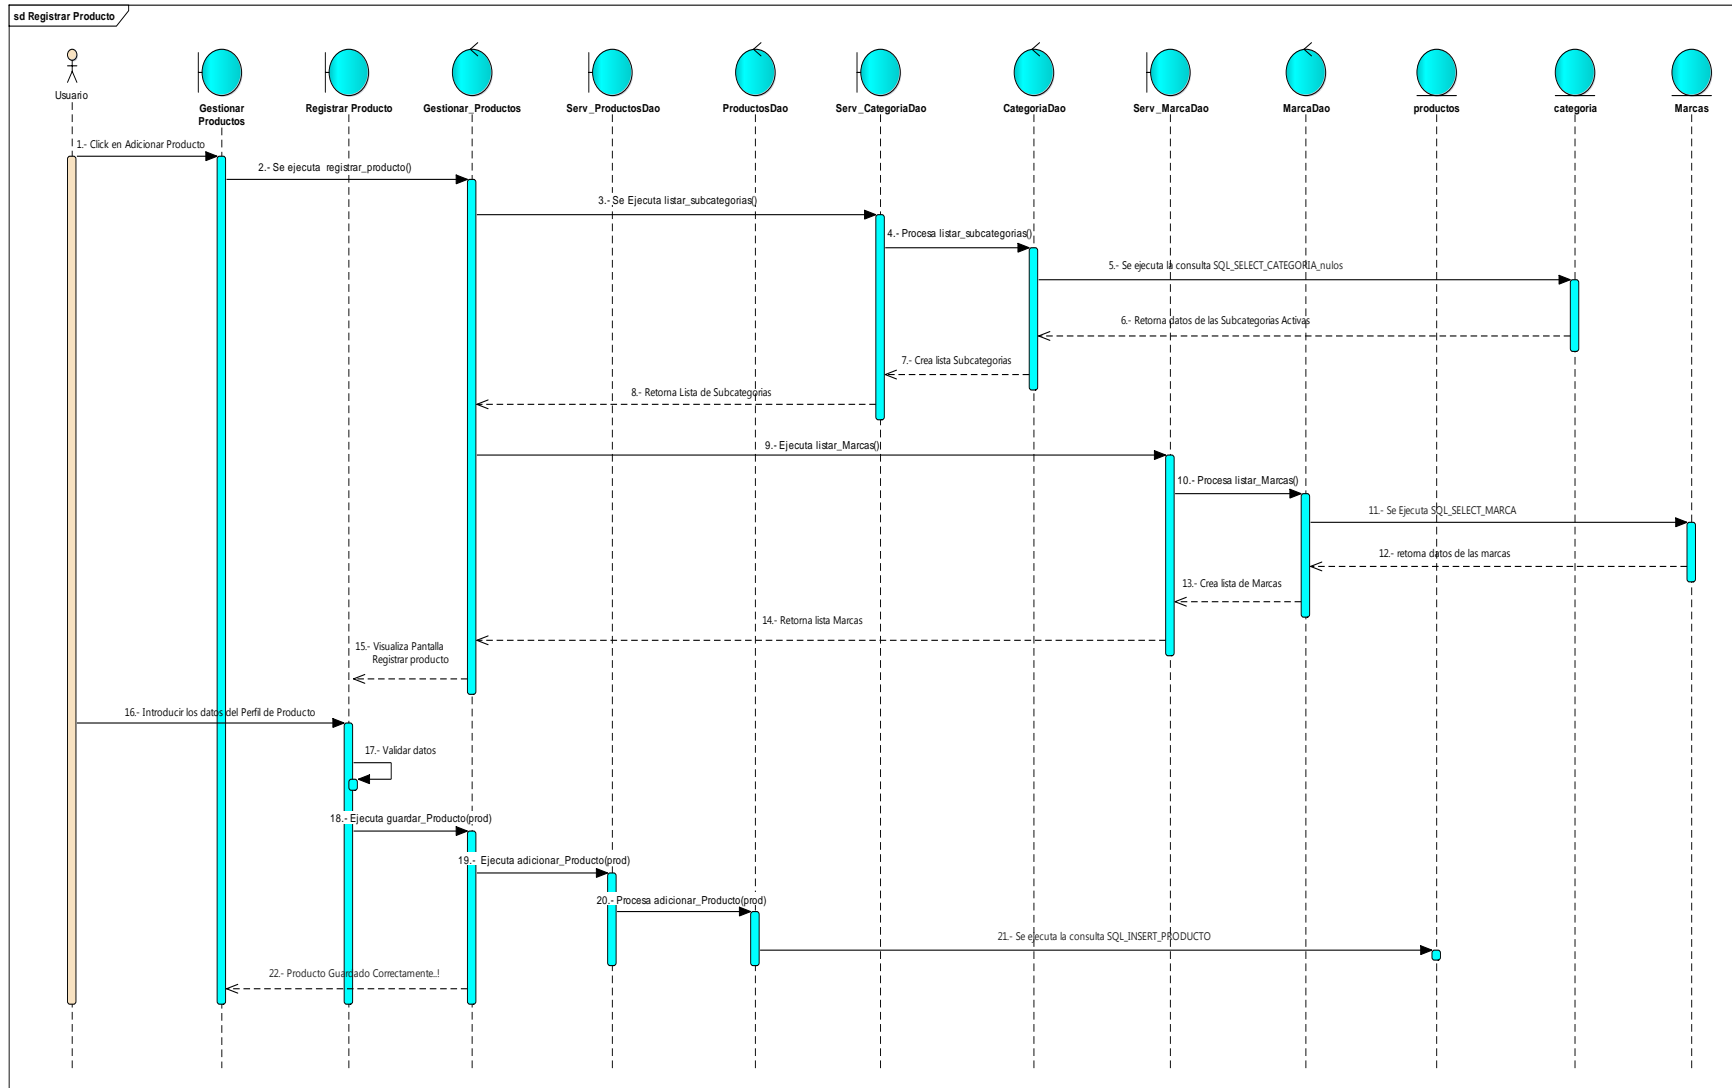 sd Registrar Producto
Usuario
Gestionar
Productos
Registrar Producto
Gestionar_Productos
Serv_ProductosDao
ProductosDao
Serv_CategoriaDao
CategoriaDao
Serv_MarcaDao
MarcaDao
productos
categoria
Marcas
1.- Click en Adicionar Producto
2.- Se ejecuta registrar_producto()
3.- Se Ejecuta listar_subcategorias()
4.- Procesa listar_subcategorias()
5.- Se ejecuta la consulta SQL_SELECT_CATEGORIA_nulos
6.- Retorna datos de las Subcategorias Activas
7.- Crea lista Subcategorias
8.- Retorna Lista de Subcategorias
9.- Ejecuta listar_Marcas()
10.- Procesa listar_Marcas()
11.- Se Ejecuta SQL_SELECT_MARCA
12.- retorna datos de las marcas
13.- Crea lista de Marcas
14.- Retorna lista Marcas
15.- Visualiza Pantalla
Registrar producto
16.- Introducir los datos del Perfil de Producto
17.- Validar datos
18.- Ejecuta guardar_Producto(prod)
19.- Ejecuta adicionar_Producto(prod)
20.- Procesa adicionar_Producto(prod)
21.- Se ejecuta la consulta SQL_INSERT_PRODUCTO
22.- Producto Guardado Correctamente..!